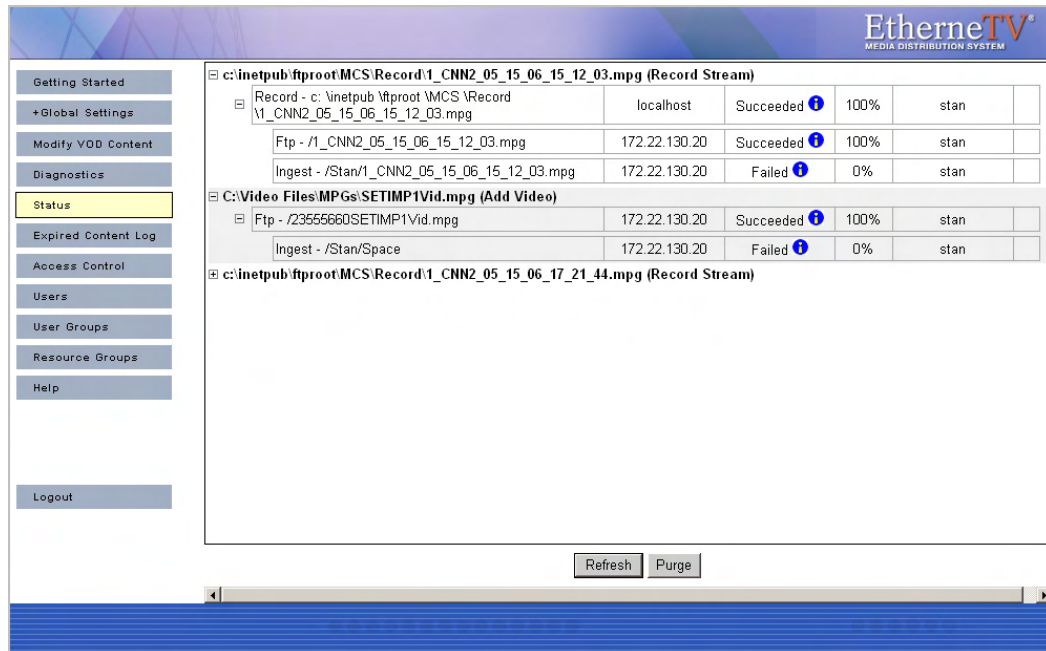 EtherneTV®
MEDIA DISTRIBUTION SYSTEM
Getting Started
+Global Settings
Modify VOD Content
Diagnostics
Status
Expired Content Log
Access Control
Users
User Groups
Resource Groups
Help
Logout
c:\inetpub\ftproot\MCS\Record\1_CNN2_05_15_06_15_12_03.mpg (Record Stream)
Record - c: \inetpub \ftproot \MCS \Record
\1_CNN2_05_15_06_15_12_03.mpg localhost Succeeded 100% stan
Ftp - /1_CNN2_05_15_06_15_12_03.mpg 172.22.130.20 Succeeded 100% stan
Ingest - /Stan/1_CNN2_05_15_06_15_12_03.mpg 172.22.130.20 Failed 0% stan
C:\Video Files\MPGs\SETIMP1Vid.mpg (Add Video)
Ftp - /23555660SETIMP1Vid.mpg 172.22.130.20 Succeeded 100% stan
Ingest - /Stan/Space 172.22.130.20 Failed 0% stan
c:\inetpub\ftproot\MCS\Record\1_CNN2_05_15_06_17_21_44.mpg (Record Stream)
Refresh Purge